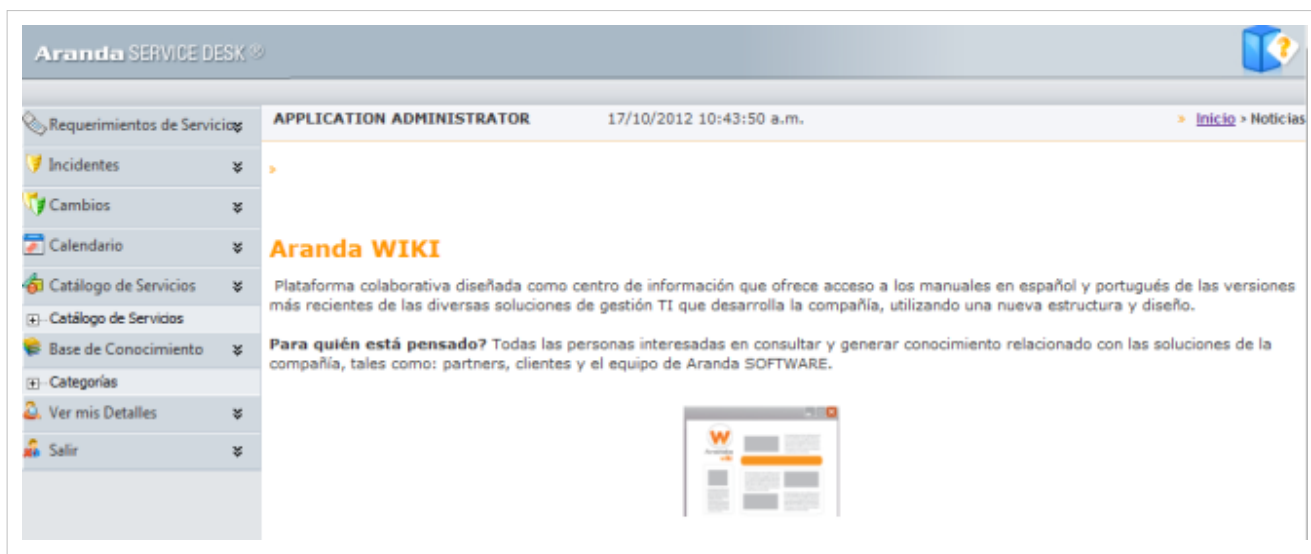 Aranda SERVICE DESK ®
APPLICATION ADMINISTRATOR 17/10/2012 10:43:50 a.m. » Inicio > Noticias
Requerimientos de Servicio
Incidentes
Cambios
Calendario
Catálogo de Servicios
Catálogo de Servicios
Base de Conocimiento
Categorías
Ver mis Detalles
Salir
»
Aranda WIKI
Plataforma colaborativa diseñada como centro de información que ofrece acceso a los manuales en español y portugués de las versiones
más recientes de las diversas soluciones de gestión TI que desarrolla la compañía, utilizando una nueva estructura y diseño.
Para quién está pensado? Todas las personas interesadas en consultar y generar conocimiento relacionado con las soluciones de la
compañía, tales como: partners, clientes y el equipo de Aranda SOFTWARE.
W
Aranda
wiki